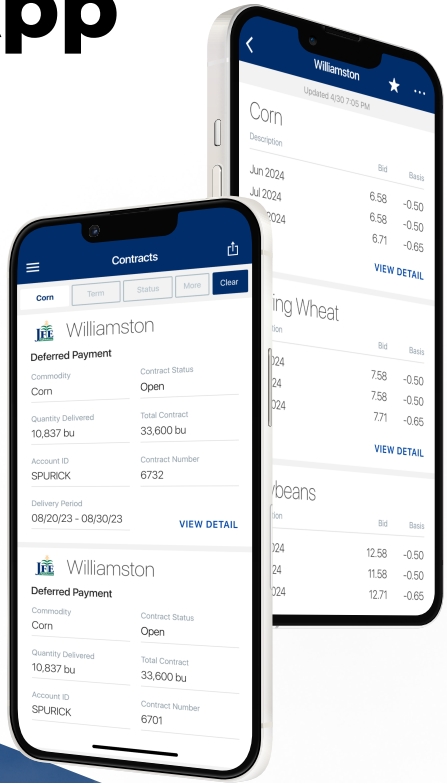 App
Williamston
Updated 4/30 7:05 PM
Corn
Description Bid Basis
Jun 2024 6.58 -0.50
Jul 2024 6.58 -0.50
2024 6.71 -0.65
VIEW DETAIL
ing Wheat
Bid Basis
024 7.58 -0.50
024 7.58 -0.50
024 7.71 -0.65
VIEW DETAIL
ybeans
Bid Basis
024 12.58 -0.50
024 11.58 -0.50
2024 12.71 -0.65
Contracts
Corn Term Status More Clear
JFE Williamston
Deferred Payment
Commodity Contract Status
Corn Open
Quantity Delivered Total Contract
10,837 bu 33,600 bu
Account ID Contract Number
SPURICK 6732
Delivery Period
08/20/23 - 08/30/23 VIEW DETAIL
JFE Williamston
Deferred Payment
Commodity Contract Status
Corn Open
Quantity Delivered Total Contract
10,837 bu 33,600 bu
Account ID Contract Number
SPURICK 6701